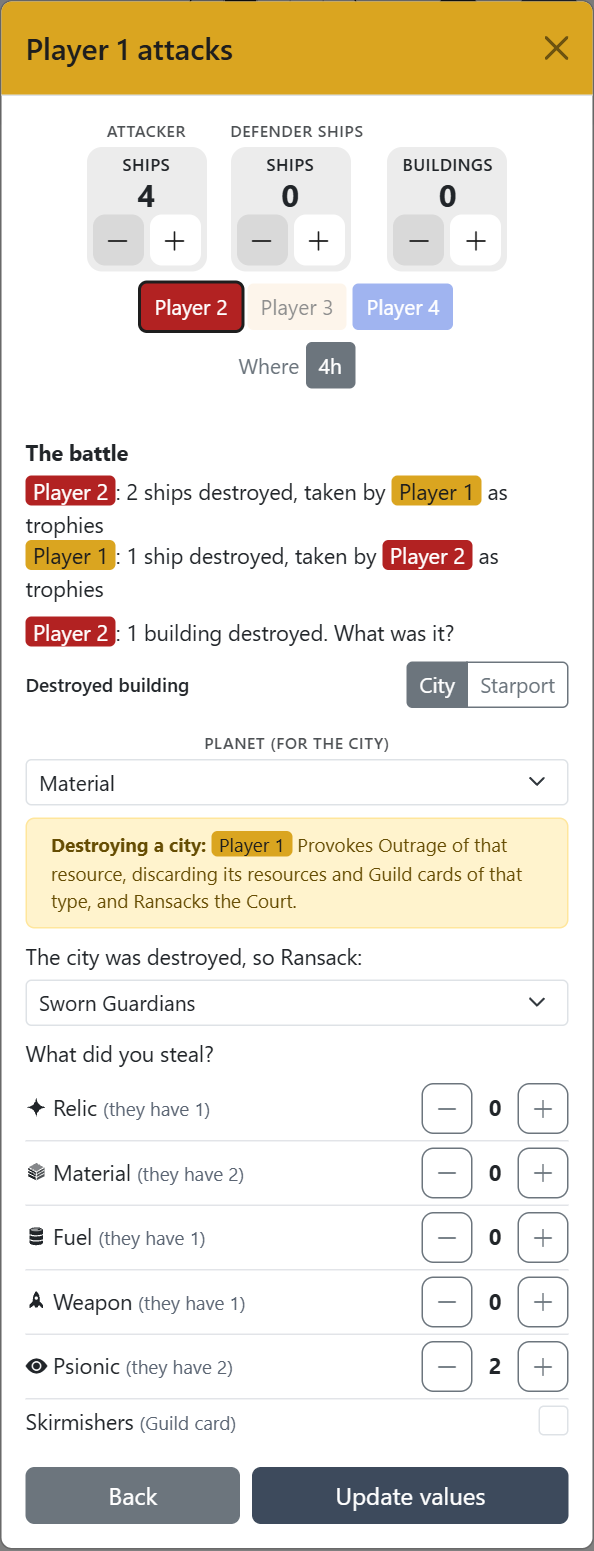 Player 1 attacks
ATTACKER
DEFENDER SHIPS
SHIPS
SHIPS
BUILDINGS
4
0
0
− +
− +
− +
Player 2
Player 3
Player 4
Where 4h
The battle
Player 2: 2 ships destroyed, taken by Player 1 as
trophies
Player 1: 1 ship destroyed, taken by Player 2 as
trophies
Player 2: 1 building destroyed. What was it?
Destroyed building
City
Starport
PLANET (FOR THE CITY)
Material
Destroying a city: Player 1 Provokes Outrage of that
resource, discarding its resources and Guild cards of that
type, and Ransacks the Court.
The city was destroyed, so Ransack:
Sworn Guardians
What did you steal?
Relic (they have 1) − 0 +
Material (they have 2) − 0 +
Fuel (they have 1) − 0 +
Weapon (they have 1) − 0 +
Psionic (they have 2) − 2 +
Skirmishers (Guild card)
Back
Update values